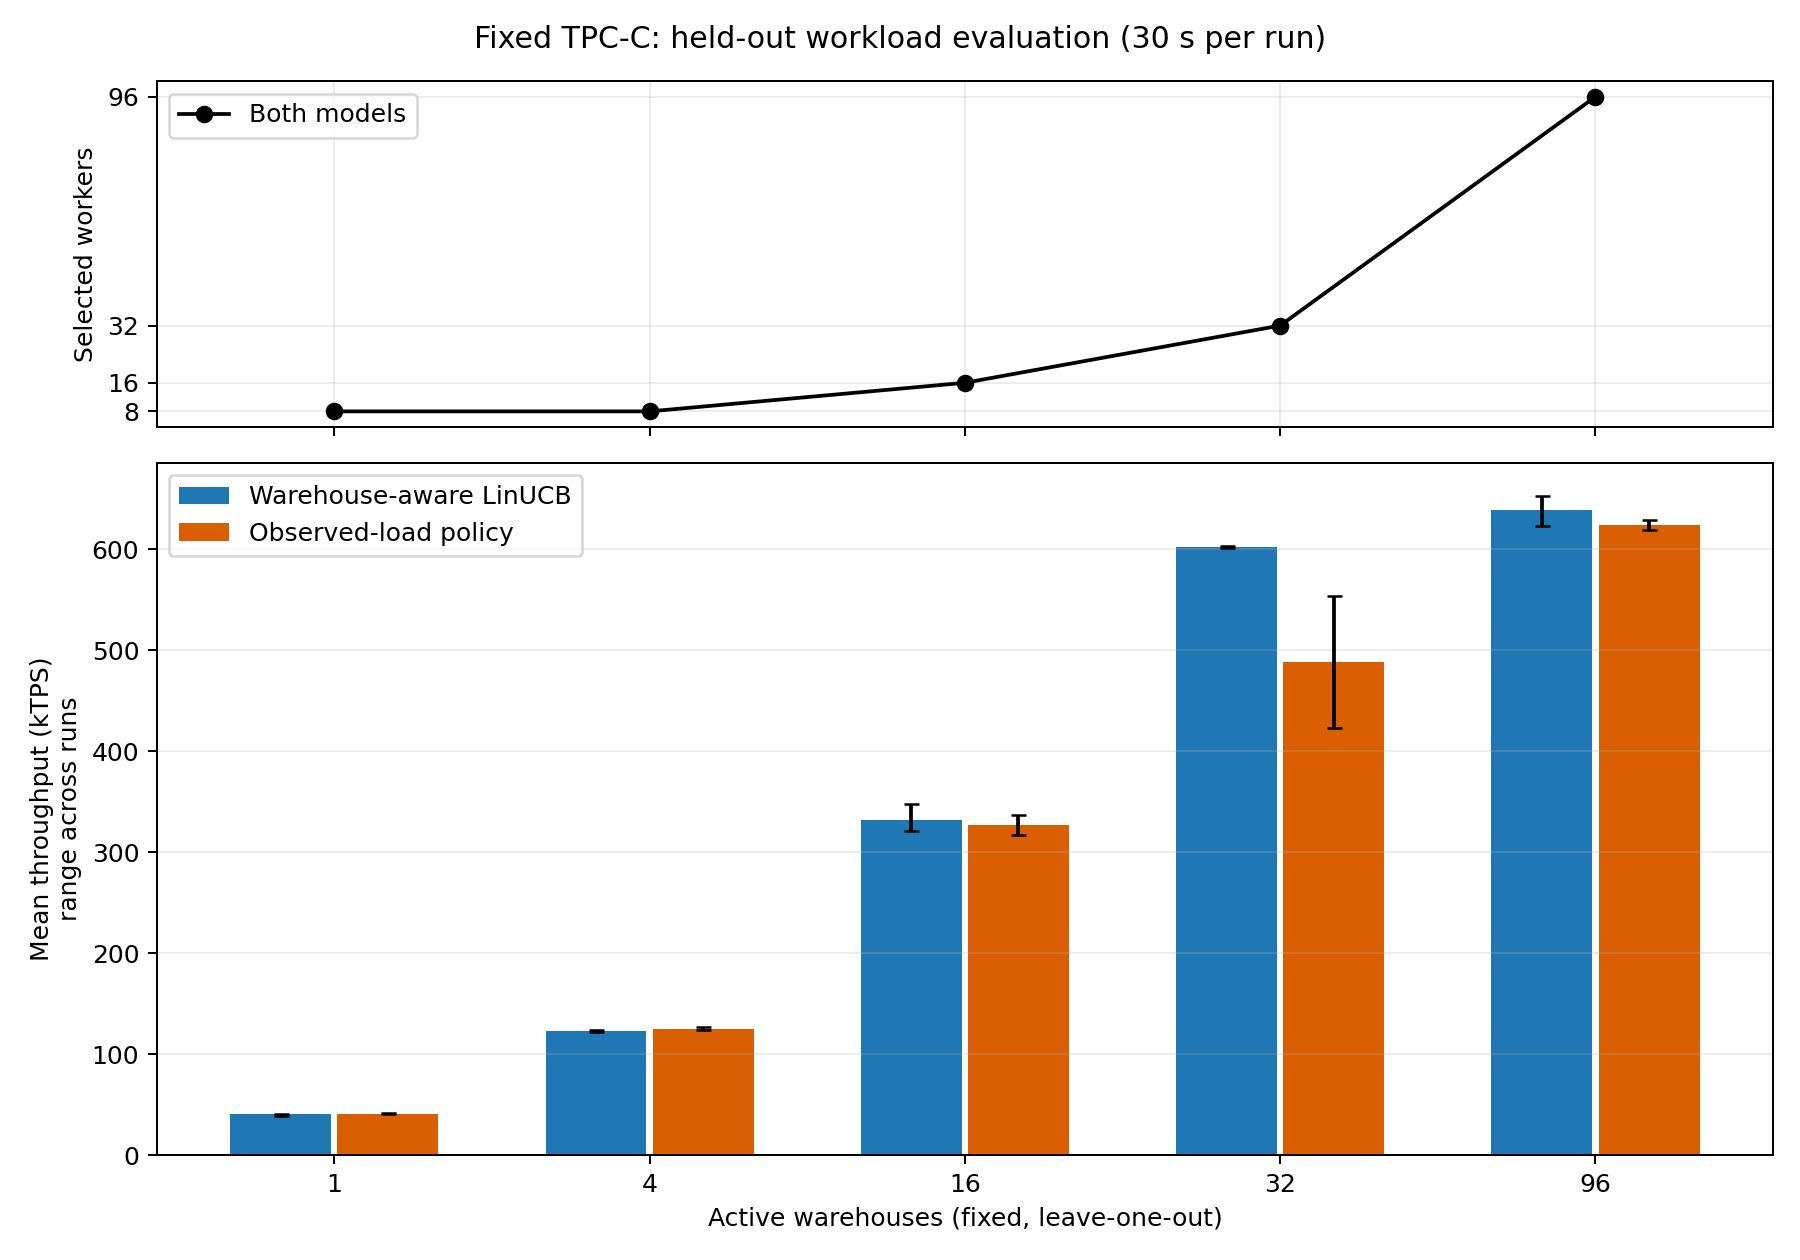 Fixed TPC-C: held-out workload evaluation (30 s per run)
Both models
Selected workers
96
32
16
8
Warehouse-aware LinUCB
Observed-load policy
Mean throughput (kTPS)
range across runs
600
500
400
300
200
100
0
1 4 16 32 96
Active warehouses (fixed, leave-one-out)